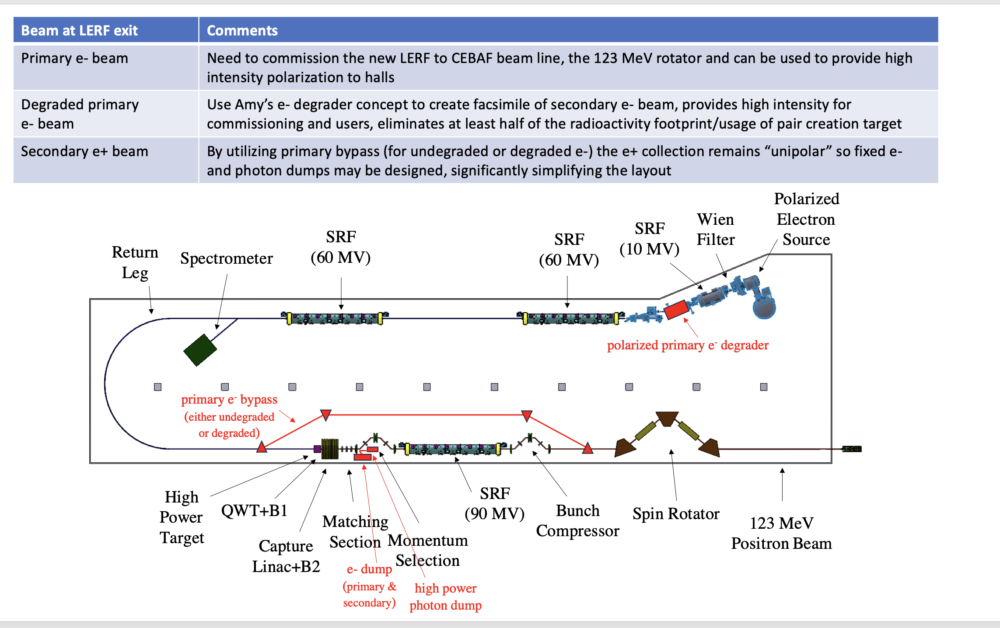 Beam at LERF exit
Comments
Primary e- beam
Need to commission the new LERF to CEBAF beam line, the 123 MeV rotator and can be used to provide high
intensity polarization to halls
Degraded primary
e- beam
Use Amy’s e- degrader concept to create facsimile of secondary e- beam, provides high intensity for
commissioning and users, eliminates at least half of the radioactivity footprint/usage of pair creation target
Secondary e+ beam
By utilizing primary bypass (for undegraded or degraded e-) the e+ collection remains “unipolar” so fixed e-
and photon dumps may be designed, significantly simplifying the layout
Return
Leg
Spectrometer
SRF
(60 MV)
SRF
(60 MV)
SRF
(10 MV)
Wien
Filter
Polarized
Electron
Source
polarized primary e⁻ degrader
primary e⁻ bypass
(either undegraded
or degraded)
High
Power
Target
QWT+B1
Capture
Linac+B2
Matching
Section
e- dump
(primary &
secondary)
Momentum
Selection
high power
photon dump
SRF
(90 MV)
Bunch
Compressor
Spin Rotator
123 MeV
Positron Beam